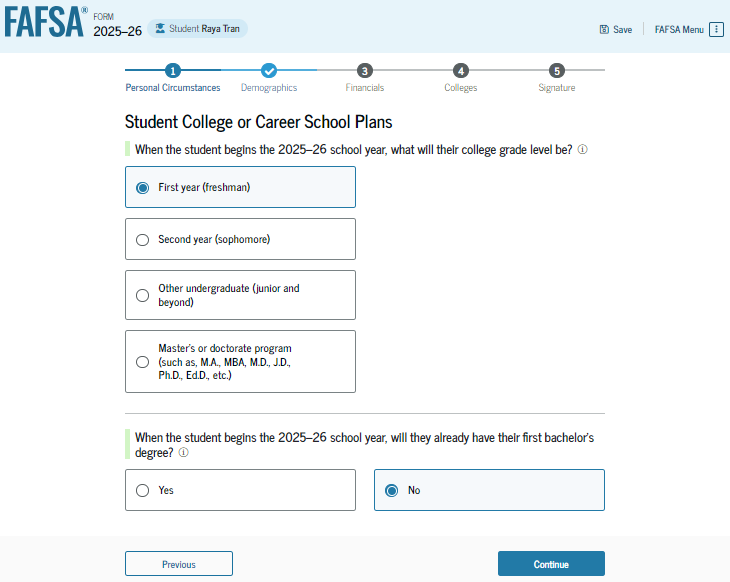 FAFSA®
FORM
2025–26
Student Raya Tran
Save
FAFSA Menu
1
3
4
5
Personal Circumstances
Demographics
Financials
Colleges
Signature
Student College or Career School Plans
When the student begins the 2025–26 school year, what will their college grade level be?
First year (freshman)
Second year (sophomore)
Other undergraduate (junior and
beyond)
Master's or doctorate program
(such as, M.A., MBA, M.D., J.D.,
Ph.D., Ed.D., etc.)
When the student begins the 2025–26 school year, will they already have their first bachelor's
degree?
Yes
No
Previous
Continue